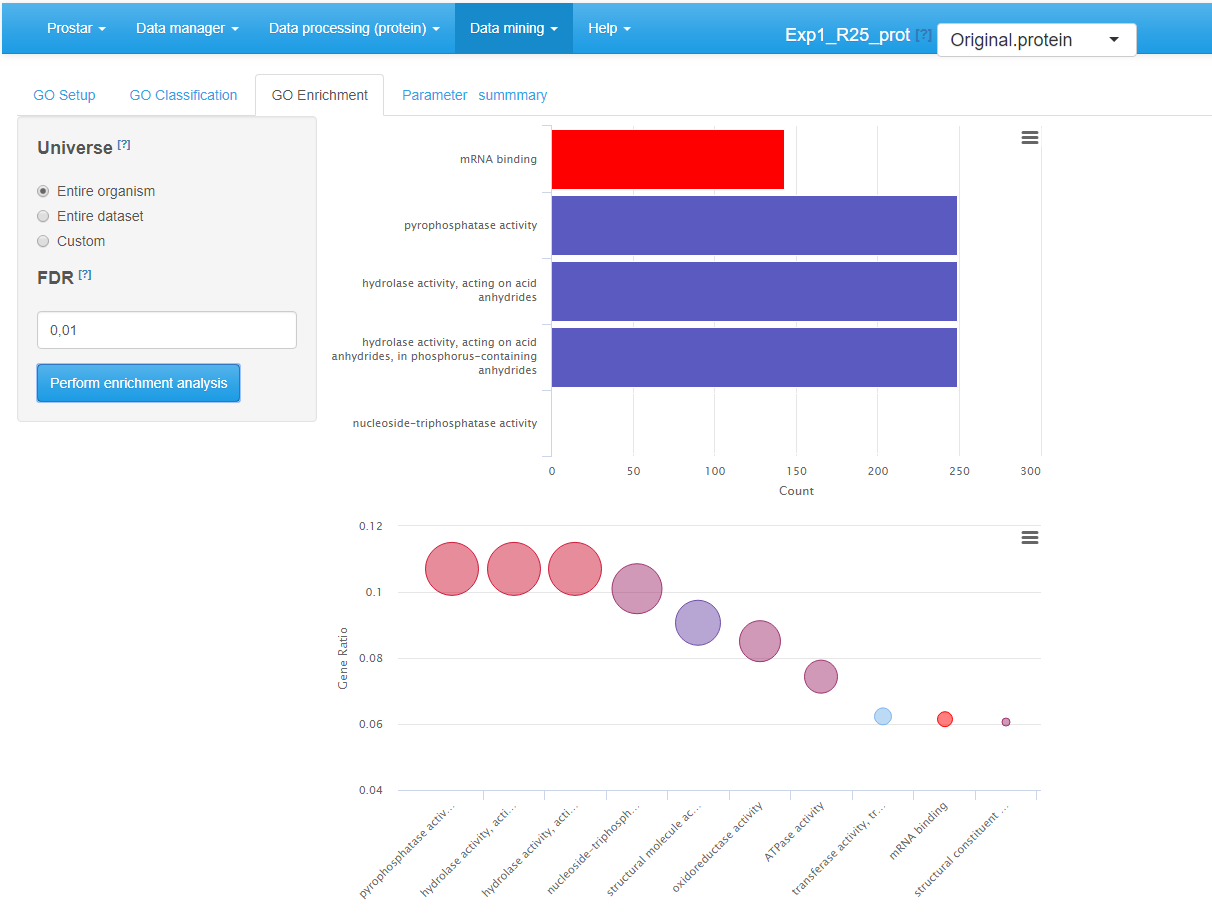 Prostar
Data manager
Data processing (protein)
Data mining
Help
Exp1_R25_prot [?]
Original.protein
GO Setup
GO Classification
GO Enrichment
Parameter summmary
Universe [?]
Entire organism
Entire dataset
Custom
FDR [?]
0,01
Perform enrichment analysis
mRNA binding
pyrophosphatase activity
hydrolase activity, acting on acid
anhydrides
hydrolase activity, acting on acid
anhydrides, in phosphorus-containing
anhydrides
nucleoside-triphosphatase activity
0 50 100 150 200 250 300
Count
0.12
0.1
0.08
0.06
0.04
Gene Ratio
pyrophosphatase activ...
hydrolase activity, acti...
hydrolase activity, acti...
nucleoside-triphosph...
structural molecule ac...
oxidoreductase activity
ATPase activity
transferase activity, tr...
mRNA binding
structural constituent ...